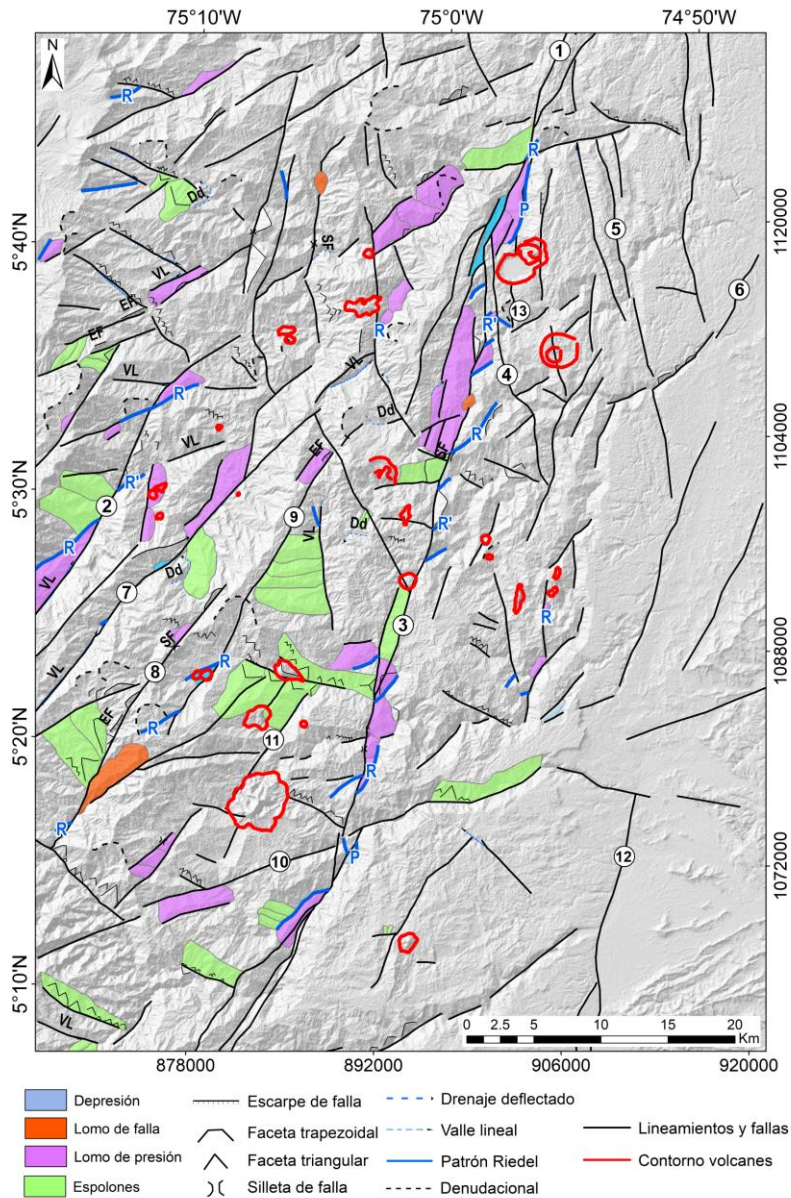 75°10'W 75°0'W 74°50'W
N
1
R
R
Dd
P
5
SF
5°40'N
1120000
VL
6
EF
EF
13
R
R'
VL
VL
4
R
Dd
R
VL
EF
SF
1104000
5°30'N
R'
2
9
R'
R
VL
Dd
VL
Dd
7
R
3
SF
1088000
VL
8
R
EF
R
5°20'N
11
R
R'
P
12
10
1072000
5°10'N
VL
0 2.5 5 10 15 20
Km
878000 892000 906000 920000
Depresión
Lomo de falla
Lomo de presión
Espolones
Escarpe de falla
Faceta trapezoidal
Faceta triangular
Silleta de falla
Drenaje deflectado
Valle lineal
Patrón Riedel
Denudacional
Lineamientos y fallas
Contorno volcanes